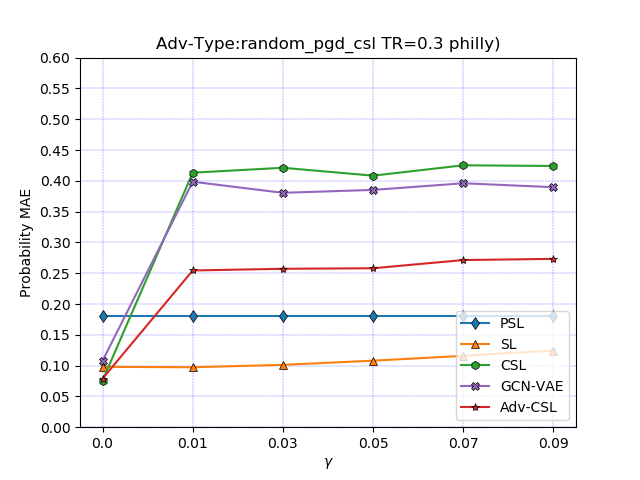 Adv-Type:random_pgd_csl TR=0.3 philly)
Probability MAE
0.60
0.55
0.50
0.45
0.40
0.35
0.30
0.25
0.20
0.15
0.10
0.05
0.00
0.0 0.01 0.03 0.05 0.07 0.09
γ
PSL
SL
CSL
GCN-VAE
Adv-CSL